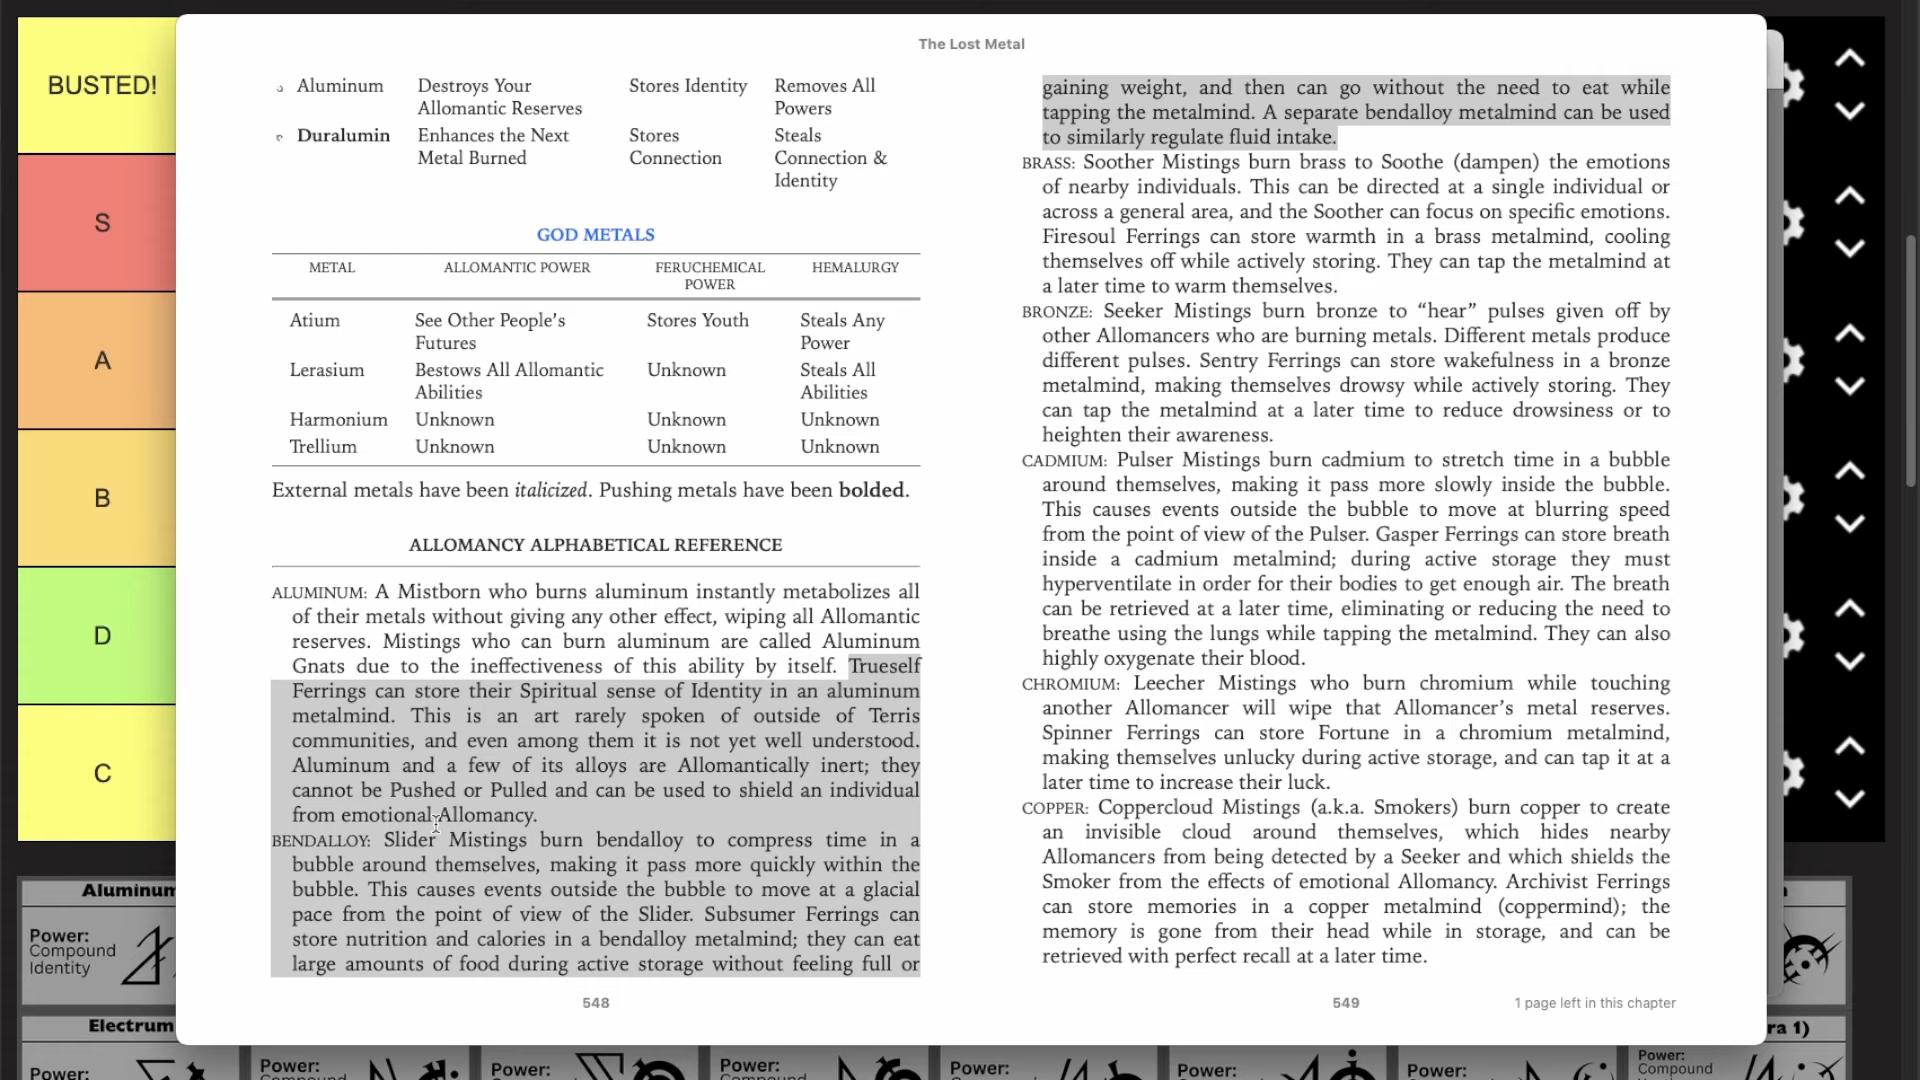 The Lost Metal
BUSTED!
S
A
B
D
C
Aluminum
Destroys Your
Allomantic Reserves
Stores Identity
Removes All
Powers
Duralumin
Enhances the Next
Metal Burned
Stores
Connection
Steals
Connection &
Identity
GOD METALS
METAL ALLOMANTIC POWER FERUCHEMICAL POWER HEMALURGY
Atium
See Other People's
Futures
Stores Youth
Steals Any
Power
Lerasium
Bestows All Allomantic
Abilities
Unknown
Steals All
Abilities
Harmonium Unknown Unknown Unknown
Trellium Unknown Unknown Unknown
External metals have been italicized. Pushing metals have been bolded.
ALLOMANCY ALPHABETICAL REFERENCE
ALUMINUM: A Mistborn who burns aluminum instantly metabolizes all
of their metals without giving any other effect, wiping all Allomantic
reserves. Mistings who can burn aluminum are called Aluminum
Gnats due to the ineffectiveness of this ability by itself. Trueself
Ferrings can store their Spiritual sense of Identity in an aluminum
metalmind. This is an art rarely spoken of outside of Terris
communities, and even among them it is not yet well understood.
Aluminum and a few of its alloys are Allomantically inert; they
cannot be Pushed or Pulled and can be used to shield an individual
from emotional Allomancy.
BENDALLOY: Slider Mistings burn bendalloy to compress time in a
bubble around themselves, making it pass more quickly within the
bubble. This causes events outside the bubble to move at a glacial
pace from the point of view of the Slider. Subsumer Ferrings can
store nutrition and calories in a bendalloy metalmind; they can eat
large amounts of food during active storage without feeling full or
548
gaining weight, and then can go without the need to eat while
tapping the metalmind. A separate bendalloy metalmind can be used
to similarly regulate fluid intake.
BRASS: Soother Mistings burn brass to Soothe (dampen) the emotions
of nearby individuals. This can be directed at a single individual or
across a general area, and the Soother can focus on specific emotions.
Firesoul Ferrings can store warmth in a brass metalmind, cooling
themselves off while actively storing. They can tap the metalmind at
a later time to warm themselves.
BRONZE: Seeker Mistings burn bronze to “hear” pulses given off by
other Allomancers who are burning metals. Different metals produce
different pulses. Sentry Ferrings can store wakefulness in a bronze
metalmind, making themselves drowsy while actively storing. They
can tap the metalmind at a later time to reduce drowsiness or to
heighten their awareness.
CADMIUM: Pulser Mistings burn cadmium to stretch time in a bubble
around themselves, making it pass more slowly inside the bubble.
This causes events outside the bubble to move at blurring speed
from the point of view of the Pulser. Gasper Ferrings can store breath
inside a cadmium metalmind; during active storage they must
hyperventilate in order for their bodies to get enough air. The breath
can be retrieved at a later time, eliminating or reducing the need to
breathe using the lungs while tapping the metalmind. They can also
highly oxygenate their blood.
CHROMIUM: Leecher Mistings who burn chromium while touching
another Allomancer will wipe that Allomancer's metal reserves.
Spinner Ferrings can store Fortune in a chromium metalmind,
making themselves unlucky during active storage, and can tap it at a
later time to increase their luck.
COPPER: Coppercloud Mistings (a.k.a. Smokers) burn copper to create
an invisible cloud around themselves, which hides nearby
Allomancers from being detected by a Seeker and which shields the
Smoker from the effects of emotional Allomancy. Archivist Ferrings
can store memories in a copper metalmind (coppermind); the
memory is gone from their head while in storage, and can be
retrieved with perfect recall at a later time.
549
1 page left in this chapter
Aluminum
Power:
Compound
Identity
Electrum
ra 1)
Power:
Power:
Power:
Power:
Power:
Power:
Power:
Power:
Compound